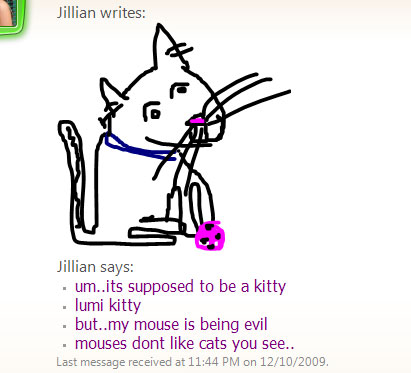 Jillian writes:
Jillian says:
um..its supposed to be a kitty
lumi kitty
but..my mouse is being evil
mouses dont like cats you see..
Last message received at 11:44 PM on 12/10/2009.